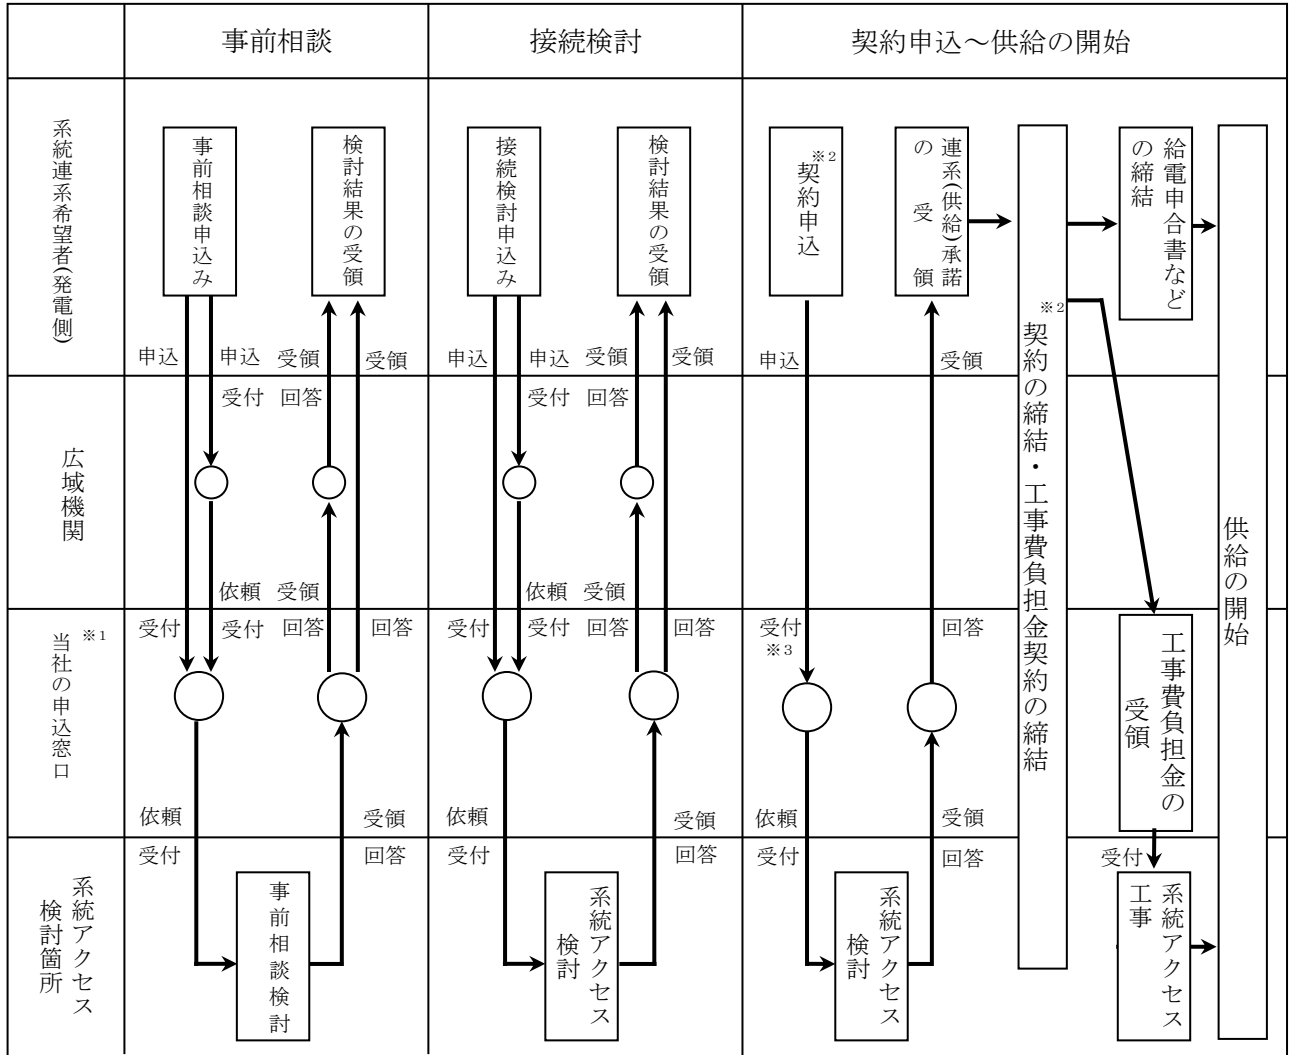 事前相談
接続検討
契約申込～供給の開始
系統連系希望者(発電側)
事前相談申込み
検討結果の受領
接続検討申込み
検討結果の受領
※2
契約申込
連系(供給)承諾
の受領
給電申合書など
の締結
申込
申込
受領
受領
申込
申込
受領
受領
申込
受領
※2
契約の締結・工事費負担金契約の締結
供給の開始
広域機関
受付
回答
受付
回答
依頼
受領
依頼
受領
※1
当社の申込窓口
受付
受付
回答
回答
受付
受付
回答
回答
受付
※3
回答
工事費負担金の
受領
依頼
受領
依頼
受領
依頼
受領
系統アクセス
検討箇所
受付
回答
受付
回答
受付
回答
受付
事前相談検討
系統アクセス
検討
系統アクセス
検討
系統アクセス
工事